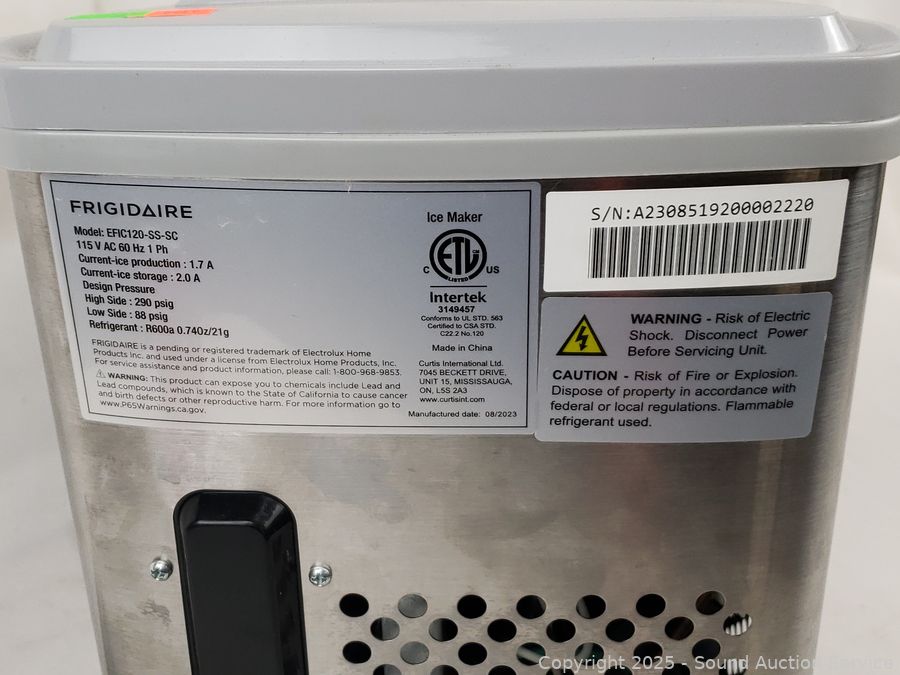 FRIGIDAIRE
Model: EFIC120-SS-SC
115 V AC 60 Hz 1 Ph
Current-ice production : 1.7 A
Current-ice storage : 2.0 A
Design Pressure
High Side : 290 psig
Low Side : 88 psig
Refrigerant : R600a 0.740z/21g
FRIGIDAIRE is a pending or registered trademark of Electrolux Home
Products Inc. and used under a license from Electrolux Home Products, Inc.
For service assistance and product information, please call: 1-800-968-9853.
WARNING: This product can expose you to chemicals include Lead and
Lead compounds, which is known to the State of California to cause cancer
and birth defects or other reproductive harm. For more information go to
www.P65Warnings.ca.gov.
Ice Maker
ETL CM
LISTED
C US
Intertek
3149457
Conforms to UL STD. 563
Certified to CSA STD.
C22.2 No.120
Made in China
Curtis International Ltd.
7045 BECKETT DRIVE,
UNIT 15, MISSISSAUGA,
ON, L5S 2A3
www.curtisint.com
Manufactured date: 08/2023
S/N:A2308519200002220
WARNING - Risk of Electric
Shock. Disconnect Power
Before Servicing Unit.
CAUTION - Risk of Fire or Explosion.
Dispose of property in accordance with
federal or local regulations. Flammable
refrigerant used.
Copyright 2025 - Sound Auction Service